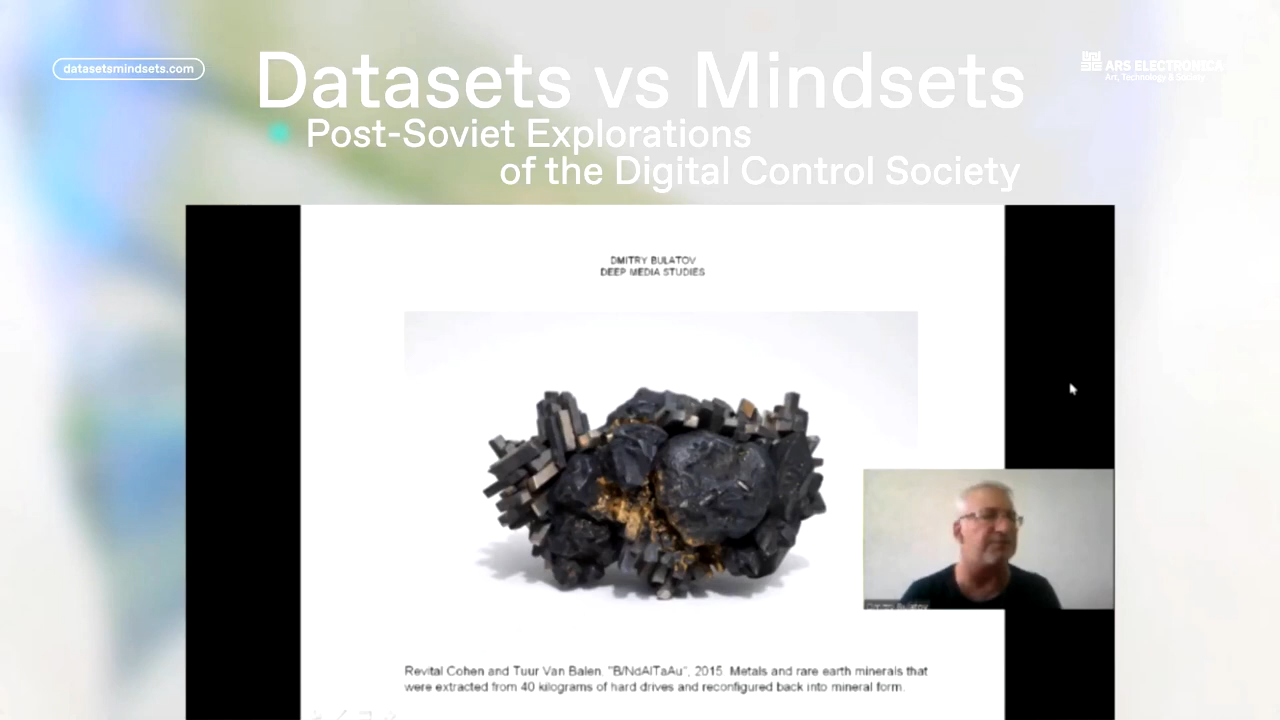 datasetsmindsets.com
Datasets vs Mindsets
Post-Soviet Explorations
of the Digital Control Society
ARS ELECTRONICA
Art, Technology & Society
DMITRY BULATOV
DEEP MEDIA STUDIES
Dmitry Bulatov
Revital Cohen and Tuur Van Balen. "B/NdAlTaAu", 2015. Metals and rare earth minerals that
were extracted from 40 kilograms of hard drives and reconfigured back into mineral form.